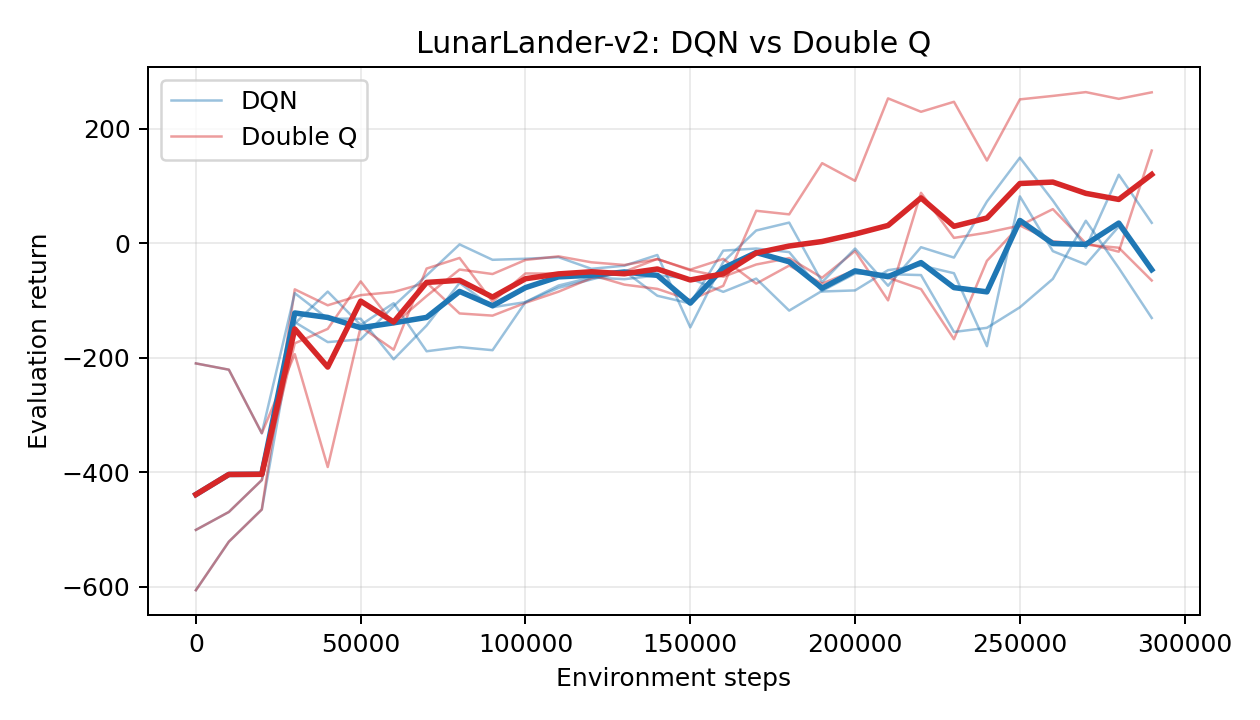 LunarLander-v2: DQN vs Double Q
DQN
Double Q
200
0
−200
−400
−600
Evaluation return
0
50000
100000
150000
200000
250000
300000
Environment steps